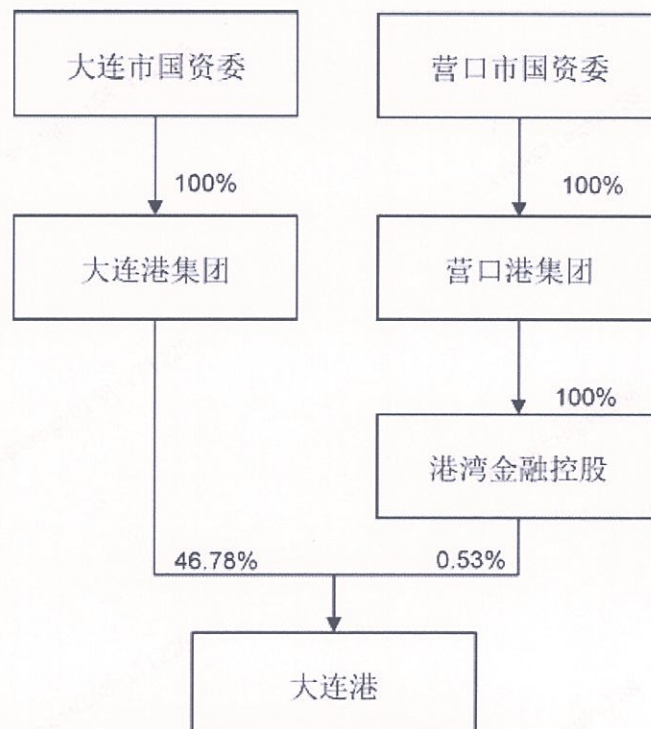 大连市国资委
营口市国资委
100%
100%
大连港集团
营口港集团
100%
港湾金融控股
46.78%
0.53%
大连港